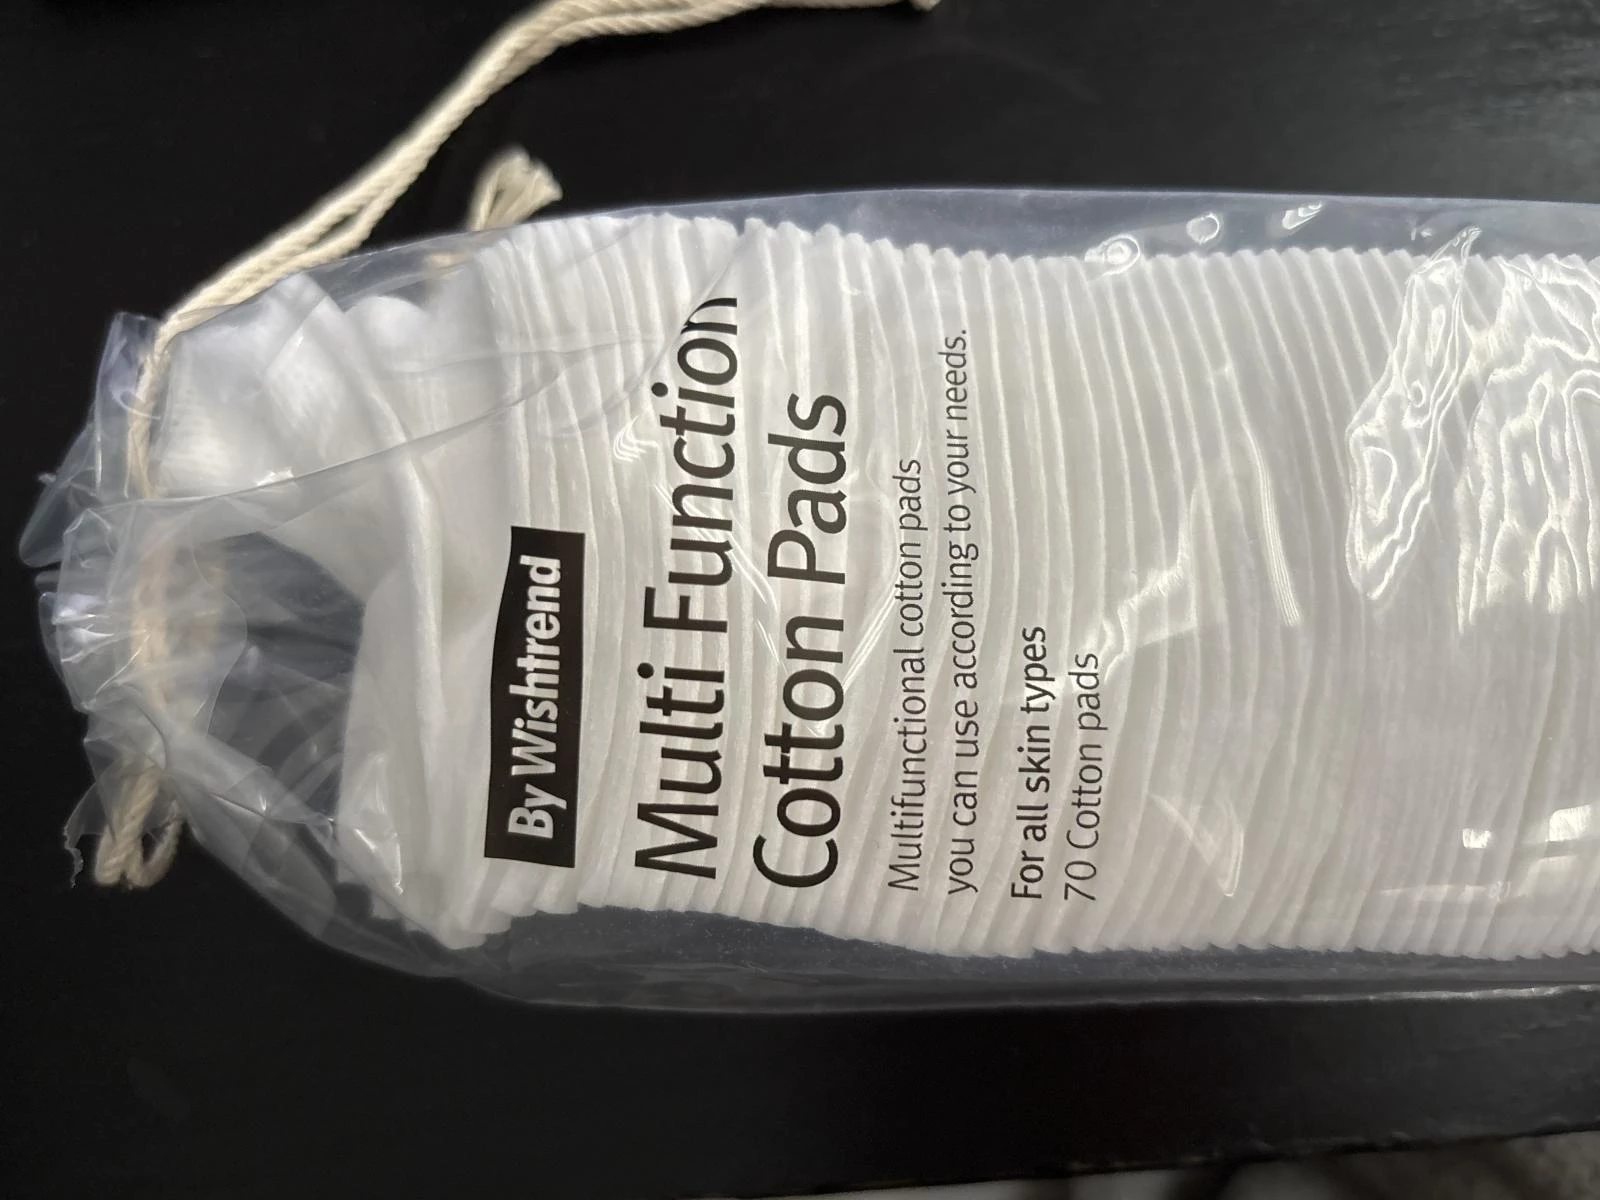 By Wishtrend
Multi Function
Cotton Pads
Multifunctional cotton pads
you can use according to your needs.
For all skin types
70 Cotton pads